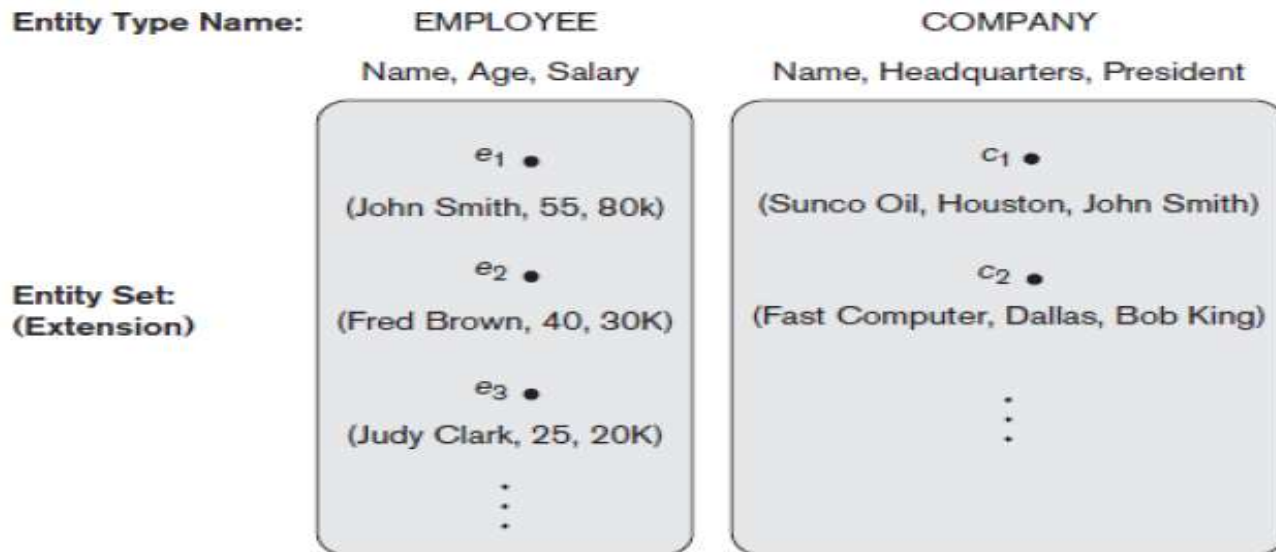 Entity Type Name: EMPLOYEE COMPANY
Name, Age, Salary Name, Headquarters, President
e1 c1
(John Smith, 55, 80k) (Sunco Oil, Houston, John Smith)
e2 c2
Entity Set:
(Extension) (Fred Brown, 40, 30K) (Fast Computer, Dallas, Bob King)
e3
(Judy Clark, 25, 20K)